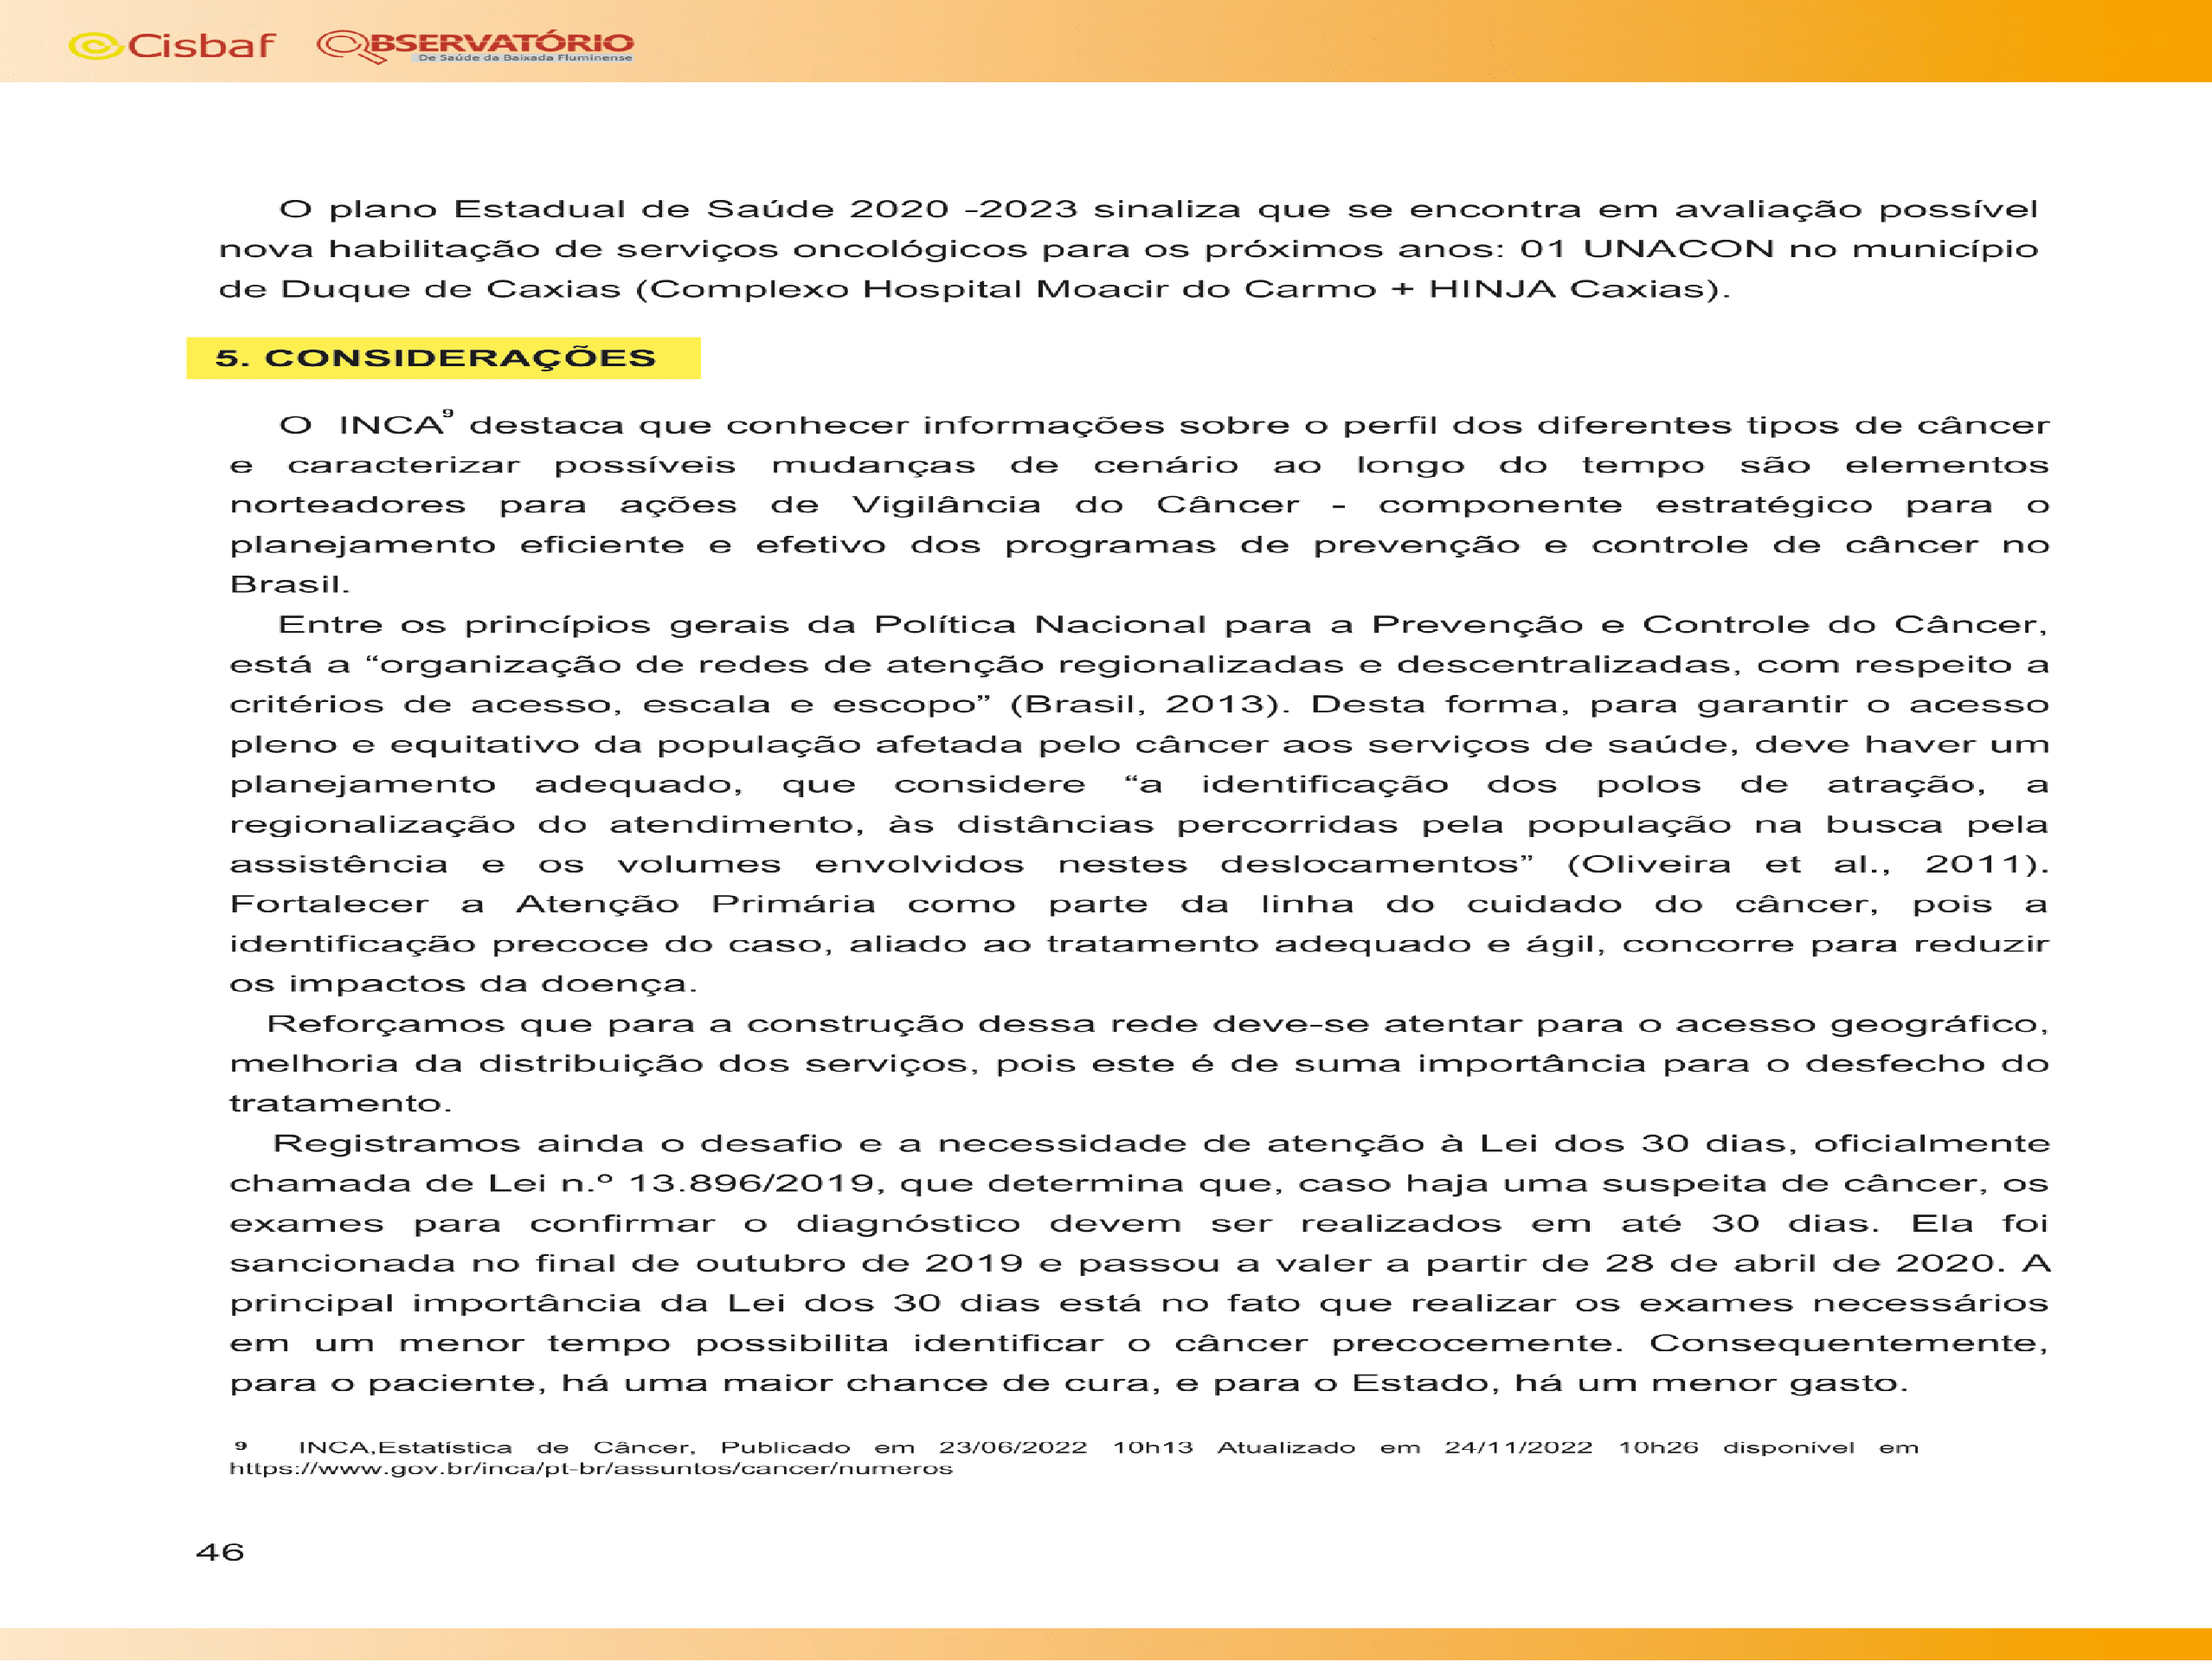 Cisbaf OBSERVATÓRIO
De Saúde da Baixada Fluminense
O plano Estadual de Saúde 2020 -2023 sinaliza que se encontra em avaliação possível
nova habilitação de serviços oncológicos para os próximos anos: 01 UNACON no município
de Duque de Caxias (Complexo Hospital Moacir do Carmo + HINJA Caxias).
5. CONSIDERAÇÕES
O INCA⁹ destaca que conhecer informações sobre o perfil dos diferentes tipos de câncer
e caracterizar possíveis mudanças de cenário ao longo do tempo são elementos
norteadores para ações de Vigilância do Câncer - componente estratégico para o
planejamento eficiente e efetivo dos programas de prevenção e controle de câncer no
Brasil.
Entre os princípios gerais da Política Nacional para a Prevenção e Controle do Câncer,
está a “organização de redes de atenção regionalizadas e descentralizadas, com respeito a
critérios de acesso, escala e escopo” (Brasil, 2013). Desta forma, para garantir o acesso
pleno e equitativo da população afetada pelo câncer aos serviços de saúde, deve haver um
planejamento adequado, que considere “a identificação dos polos de atração, a
regionalização do atendimento, às distâncias percorridas pela população na busca pela
assistência e os volumes envolvidos nestes deslocamentos” (Oliveira et al., 2011).
Fortalecer a Atenção Primária como parte da linha do cuidado do câncer, pois a
identificação precoce do caso, aliado ao tratamento adequado e ágil, concorre para reduzir
os impactos da doença.
Reforçamos que para a construção dessa rede deve-se atentar para o acesso geográfico,
melhoria da distribuição dos serviços, pois este é de suma importância para o desfecho do
tratamento.
Registramos ainda o desafio e a necessidade de atenção à Lei dos 30 dias, oficialmente
chamada de Lei n.º 13.896/2019, que determina que, caso haja uma suspeita de câncer, os
exames para confirmar o diagnóstico devem ser realizados em até 30 dias. Ela foi
sancionada no final de outubro de 2019 e passou a valer a partir de 28 de abril de 2020. A
principal importância da Lei dos 30 dias está no fato que realizar os exames necessários
em um menor tempo possibilita identificar o câncer precocemente. Consequentemente,
para o paciente, há uma maior chance de cura, e para o Estado, há um menor gasto.
9 INCA,Estatística de Câncer, Publicado em 23/06/2022 10h13 Atualizado em 24/11/2022 10h26 disponível em
https://www.gov.br/inca/pt-br/assuntos/cancer/numeros
46